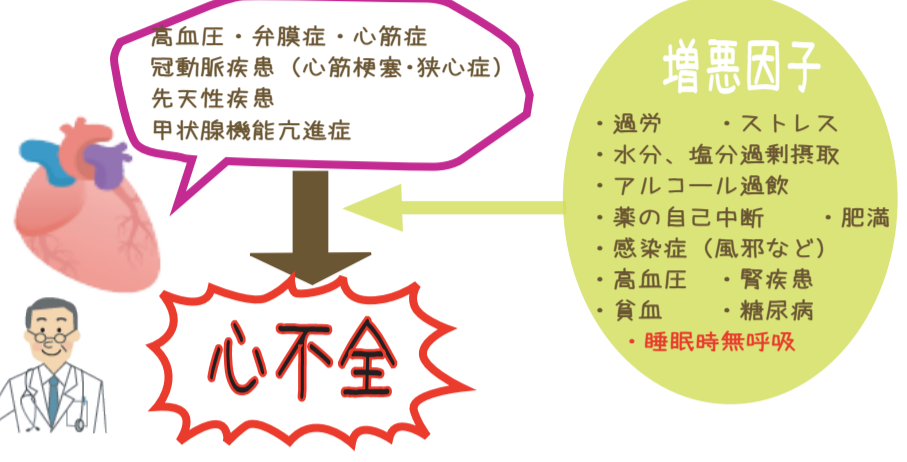 高血圧・弁膜症・心筋症
冠動脈疾患（心筋梗塞・狭心症）
先天性疾患
甲状腺機能亢進症
心不全
増悪因子
・過労　・ストレス
・水分、塩分過剰摂取
・アルコール過飲
・薬の自己中断　・肥満
・感染症（風邪など）
・高血圧　・腎疾患
・貧血　・糖尿病
・睡眠時無呼吸